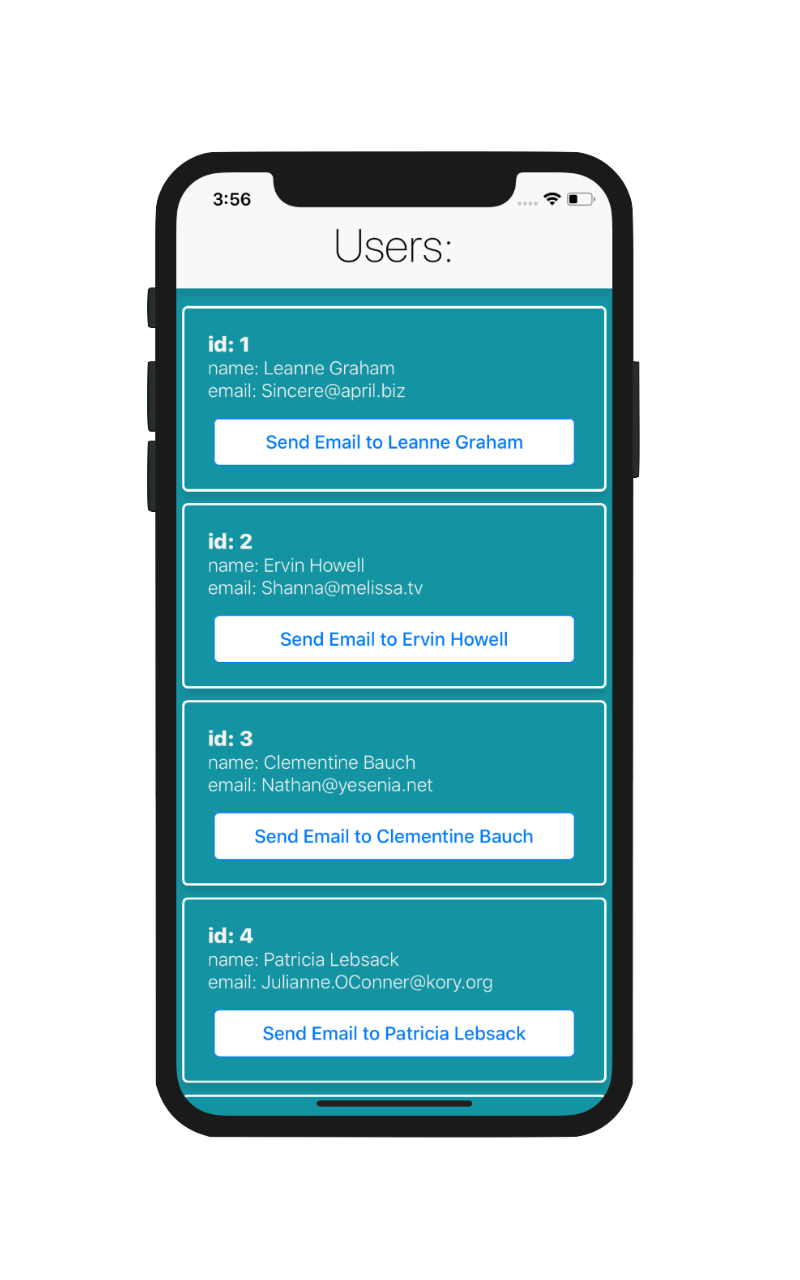 3:56
Users:
id: 1
name: Leanne Graham
email: Sincere@april.biz
Send Email to Leanne Graham
id: 2
name: Ervin Howell
email: Shanna@melissa.tv
Send Email to Ervin Howell
id: 3
name: Clementine Bauch
email: Nathan@yesenia.net
Send Email to Clementine Bauch
id: 4
name: Patricia Lebsack
email: Julianne.OConner@kory.org
Send Email to Patricia Lebsack